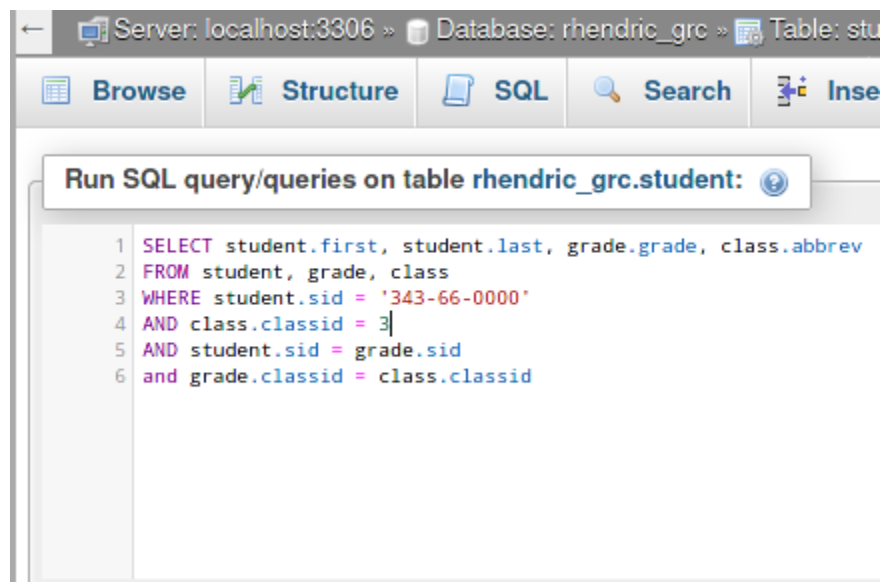 ← Server: localhost:3306 » Database: rhendric_grc » Table: stu
Browse Structure SQL Search Inse
Run SQL query/queries on table rhendric_grc.student:
1 SELECT student.first, student.last, grade.grade, class.abbrev
2 FROM student, grade, class
3 WHERE student.sid = '343-66-0000'
4 AND class.classid = 3
5 AND student.sid = grade.sid
6 and grade.classid = class.classid